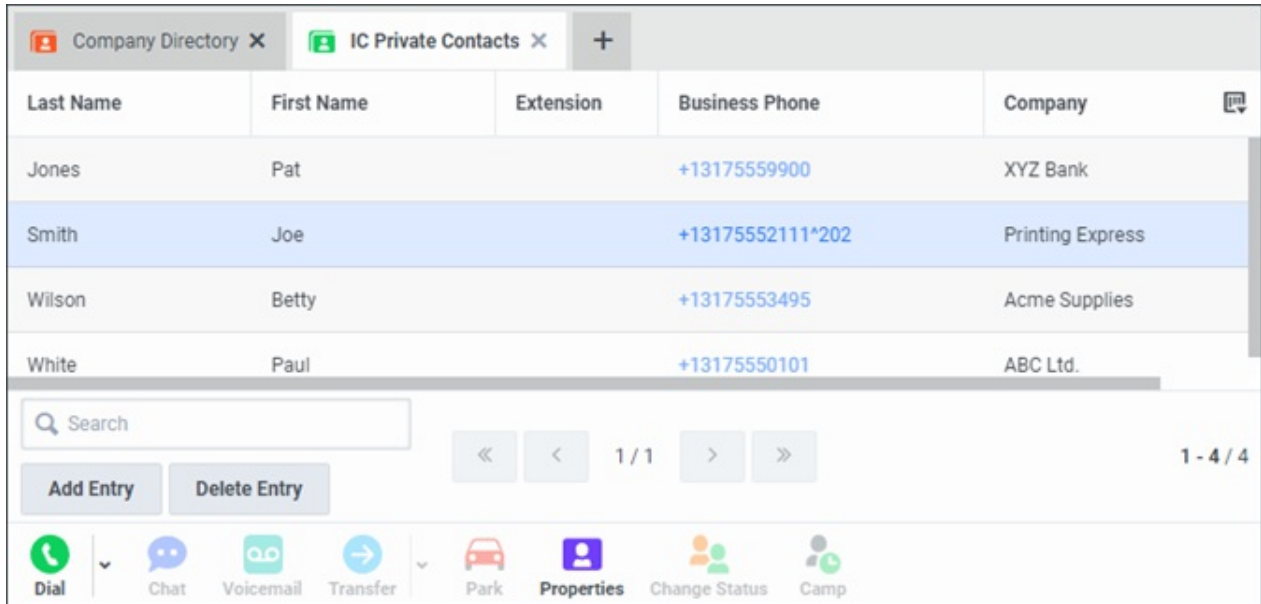 Company Directory IC Private Contacts
Last Name First Name Extension Business Phone Company
Jones Pat +13175559900 XYZ Bank
Smith Joe +13175552111^202 Printing Express
Wilson Betty +13175553495 Acme Supplies
White Paul +13175550101 ABC Ltd.
Search
1 / 1
1 - 4 / 4
Add Entry Delete Entry
Dial Chat Voicemail Transfer Park Properties Change Status Camp